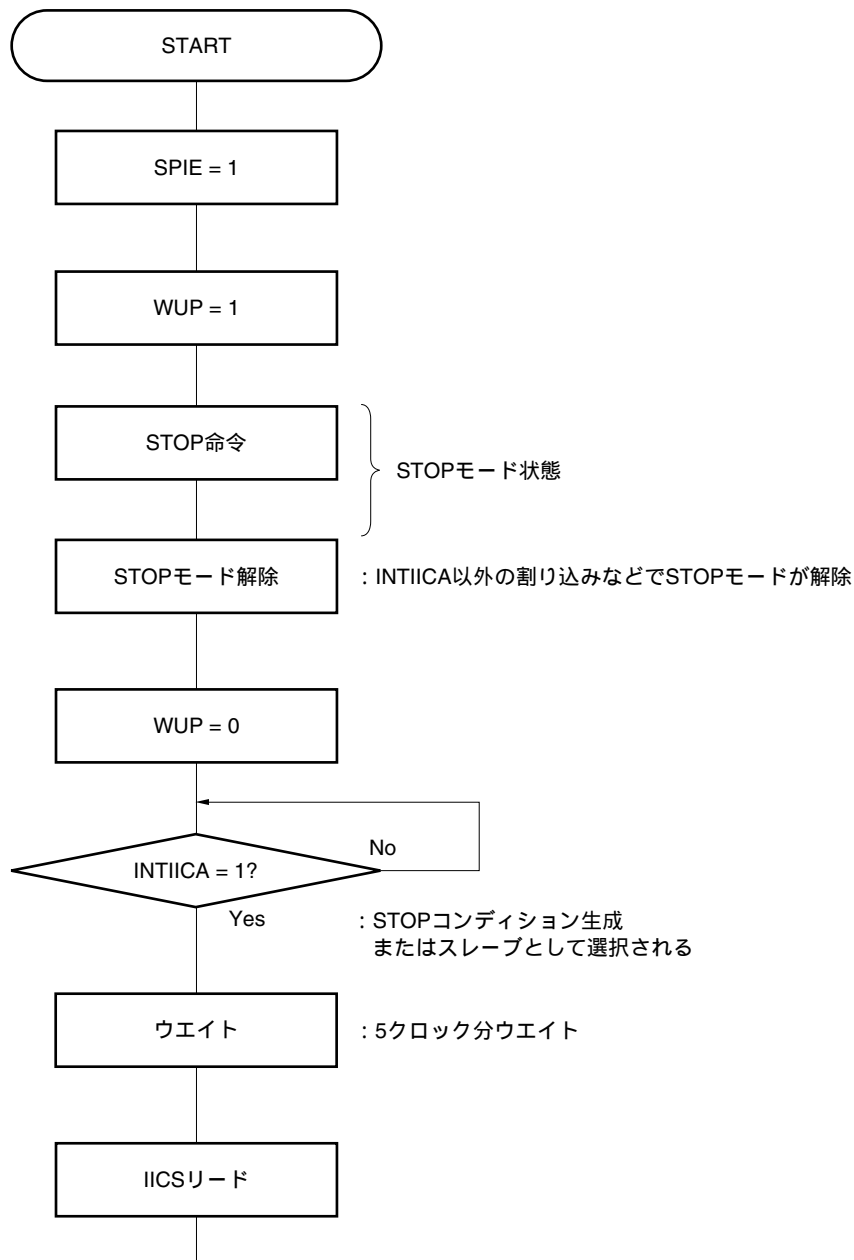 START
SPIE = 1
WUP = 1
STOP命令
STOPモード状態
STOPモード解除
：INTIICA以外の割り込みなどでSTOPモードが解除
WUP = 0
No
INTIICA = 1?
Yes
：STOPコンディション生成
またはスレーブとして選択される
ウエイト
：5クロック分ウエイト
IICSリード